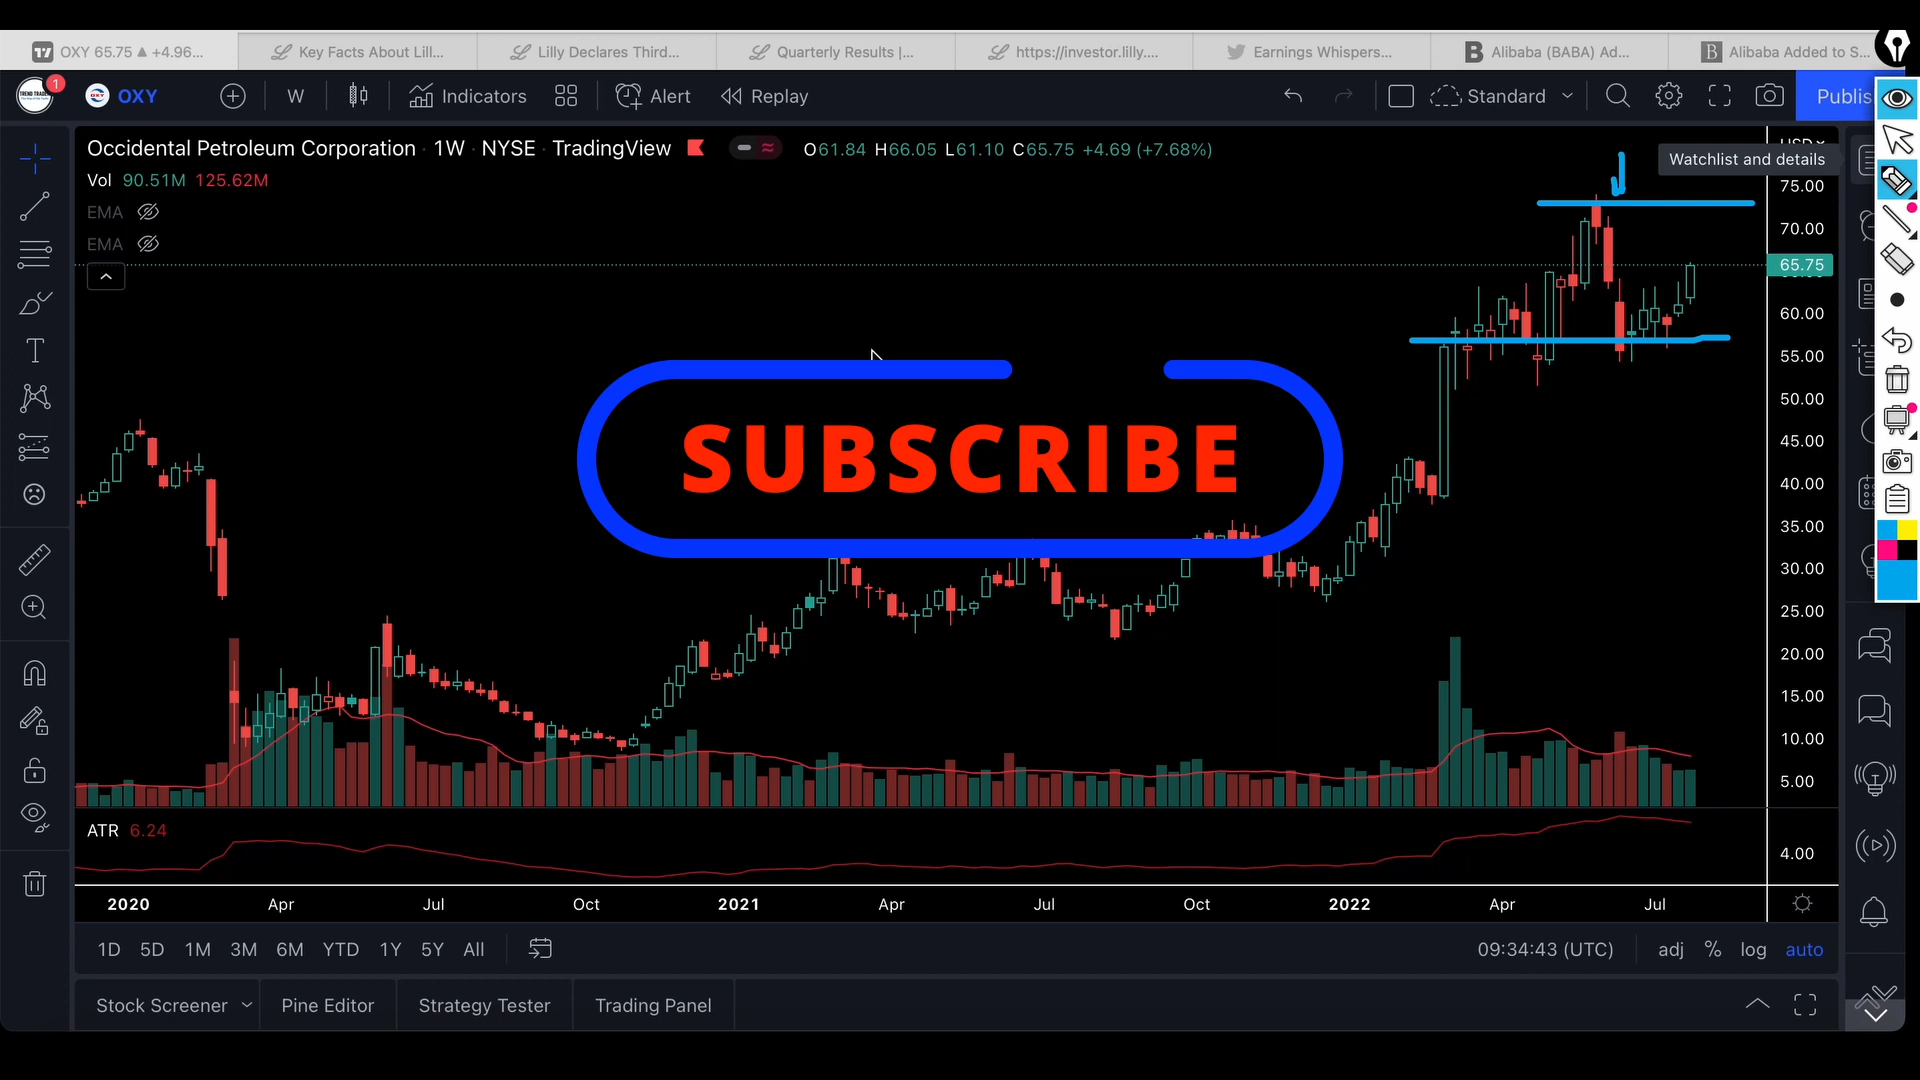 OXY 65.75 ▲ +4.96...
Key Facts About Lill...
Lilly Declares Third...
Quarterly Results |...
https://investor.lilly....
Earnings Whispers...
Alibaba (BABA) Ad...
Alibaba Added to S...
1
OXY
W
Indicators
Alert
Replay
Standard
Publis
Occidental Petroleum Corporation · 1W · NYSE · TradingView
O61.84 H66.05 L61.10 C65.75 +4.69 (+7.68%)
Watchlist and details
Vol 90.51M 125.62M
EMA
EMA
75.00
70.00
65.75
60.00
55.00
50.00
45.00
40.00
35.00
30.00
25.00
20.00
15.00
10.00
5.00
SUBSCRIBE
ATR 6.24
4.00
2020 Apr Jul Oct 2021 Apr Jul Oct 2022 Apr Jul
1D 5D 1M 3M 6M YTD 1Y 5Y All
09:34:43 (UTC) adj % log auto
Stock Screener Pine Editor Strategy Tester Trading Panel